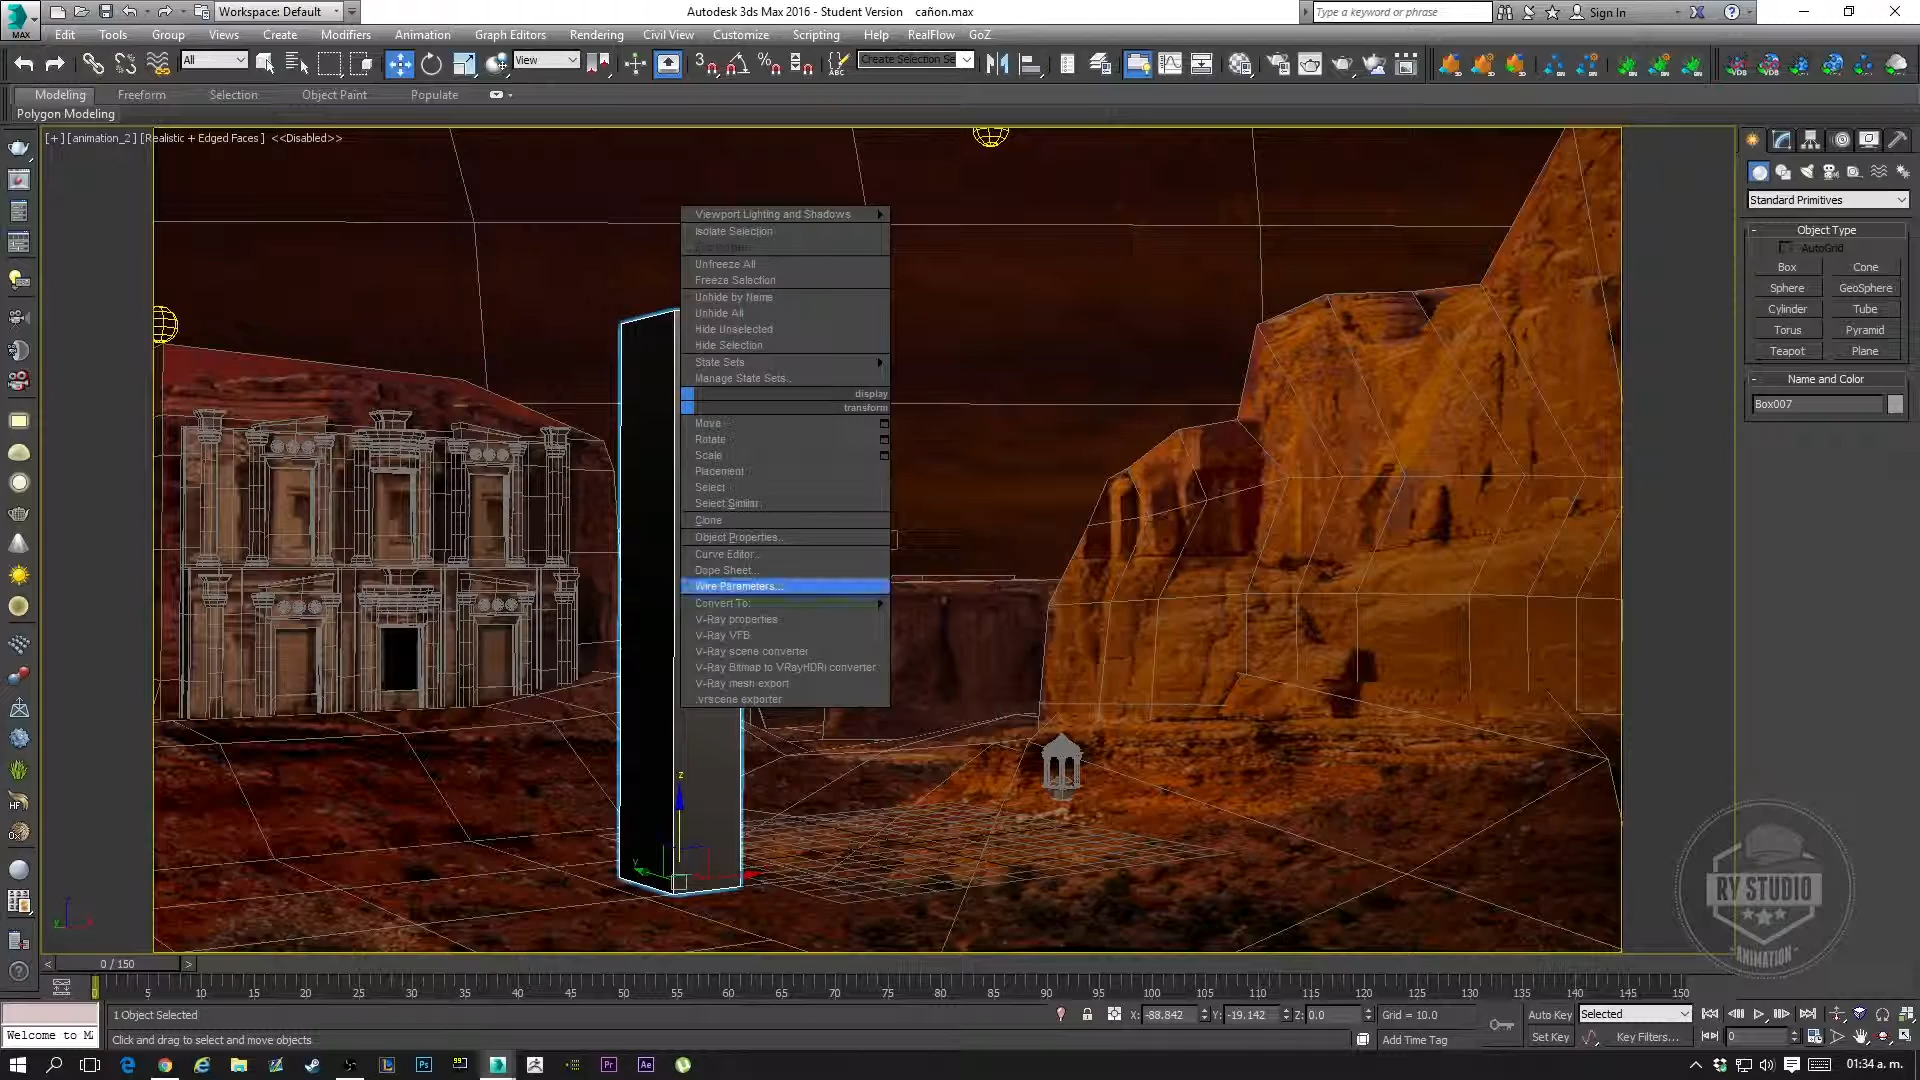 Workspace: Default
Autodesk 3ds Max 2016 - Student Version cañon.max
Type a keyword or phrase
Sign In
MAX
Edit Tools Group Views Create Modifiers Animation Graph Editors Rendering Civil View Customize Scripting Help RealFlow GoZ
All
View
Create Selection Se
Modeling Freeform Selection Object Paint Populate
Polygon Modeling
[+] [animation_2] [Realistic + Edged Faces] <<Disabled>>
Viewport Lighting and Shadows
Isolate Selection
Unfreeze All
Freeze Selection
Unhide by Name
Unhide All
Hide Unselected
Hide Selection
State Sets
Manage State Sets...
display
transform
Move
Rotate
Scale
Placement
Select
Select Similar
Clone
Object Properties...
Curve Editor...
Dope Sheet...
Wire Parameters...
Convert To:
V-Ray properties
V-Ray VFB
V-Ray scene converter
V-Ray Bitmap to VRayHDRI converter
V-Ray mesh export
.vrscene exporter
Standard Primitives
Object Type
AutoGrid
Box Cone
Sphere GeoSphere
Cylinder Tube
Torus Pyramid
Teapot Plane
Name and Color
Box007
z
RY STUDIO
ANIMATION
0 / 150
0 5 10 15 20 25 30 35 40 45 50 55 60 65 70 75 80 85 90 95 100 105 110 115 120 125 130 135 140 145 150
1 Object Selected
X: -88.842 Y: -19.142 Z: 0.0 Grid = 10.0
Auto Key Selected
Welcome to M
Click and drag to select and move objects
Add Time Tag
Set Key Key Filters...
0
01:34 a. m.